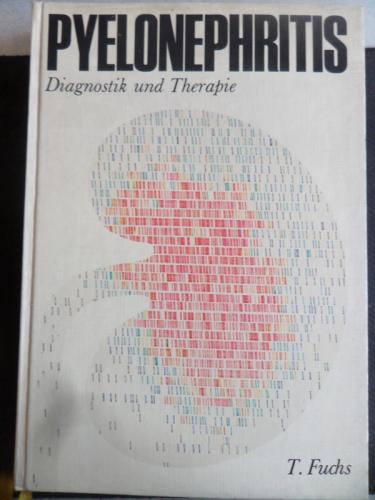 PYELONEPHRITIS
Diagnostik und Therapie
T. Fuchs